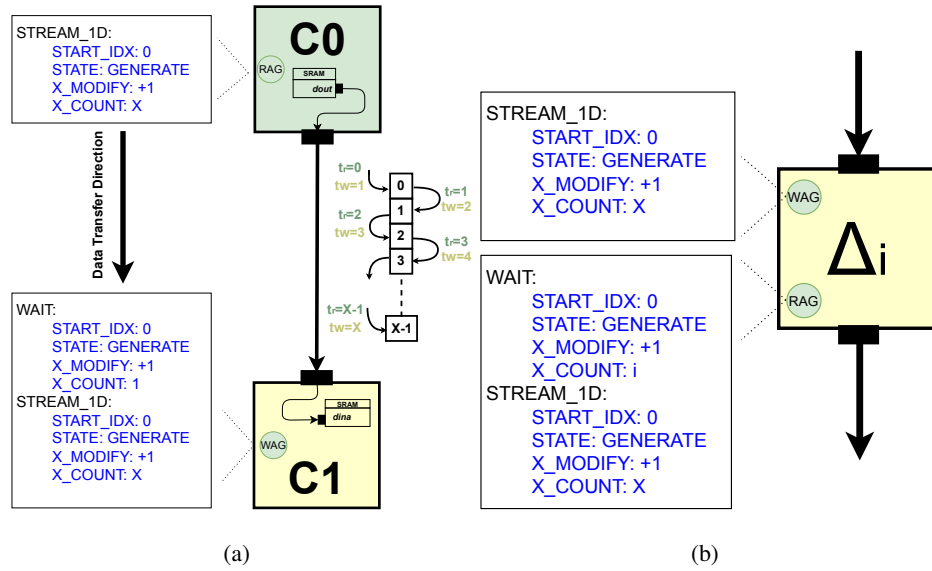 STREAM_1D:
START_IDX: 0
STATE: GENERATE
X_MODIFY: +1
X_COUNT: X
Data Transfer Direction
WAIT:
START_IDX: 0
STATE: GENERATE
X_MODIFY: +1
X_COUNT: 1
STREAM_1D:
START_IDX: 0
STATE: GENERATE
X_MODIFY: +1
X_COUNT: X
C0
RAG
SRAM
dout
tr=0
tw=1
tr=1
tw=2
tr=2
tw=3
tr=3
tw=4
tr=X-1
tw=X
0
1
2
3
X-1
SRAM
dina
WAG
C1
(a)
STREAM_1D:
START_IDX: 0
STATE: GENERATE
X_MODIFY: +1
X_COUNT: X
WAIT:
START_IDX: 0
STATE: GENERATE
X_MODIFY: +1
X_COUNT: i
STREAM_1D:
START_IDX: 0
STATE: GENERATE
X_MODIFY: +1
X_COUNT: X
WAG
Δi
RAG
(b)